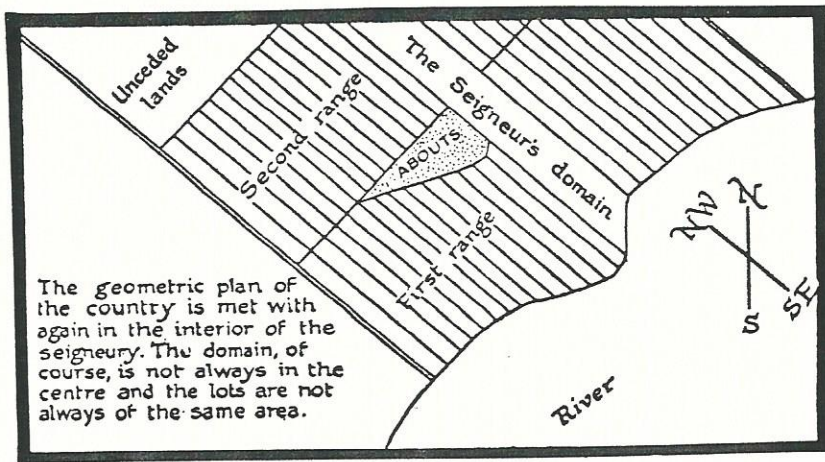 Unceded
lands
Second range
The Seigneur's domain
ABOUTS
First range
N
NW
S
SE
River
The geometric plan of
the country is met with
again in the interior of the
seigneury. The domain, of
course, is not always in the
centre and the lots are not
always of the same area.